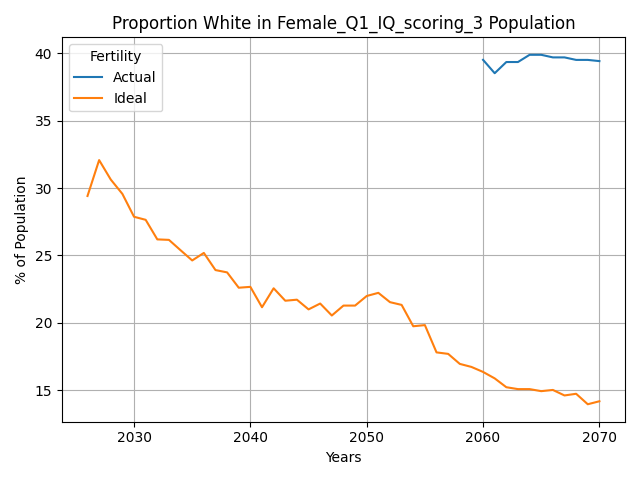 Proportion White in Female_Q1_IQ_scoring_3 Population
Fertility
Actual
Ideal
% of Population
40
35
30
25
20
15
2030
2040
2050
2060
2070
Years